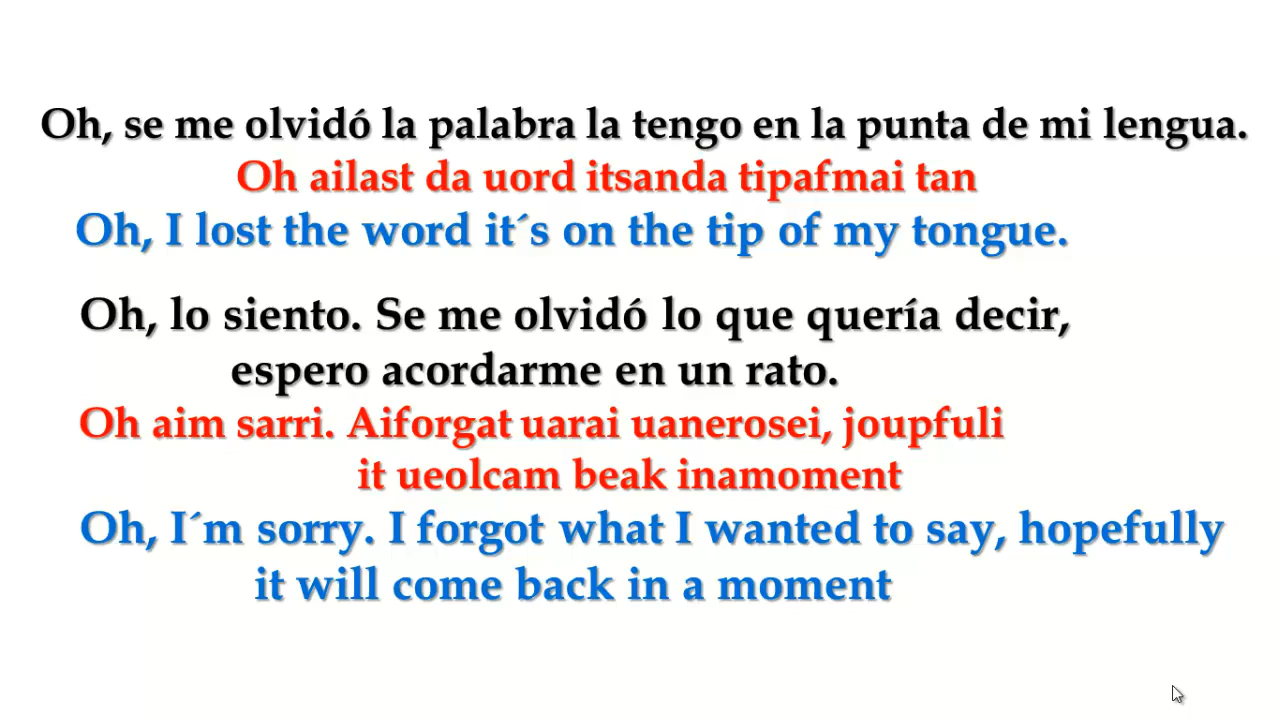 Oh, se me olvidó la palabra la tengo en la punta de mi lengua.
Oh ailast da uord itsanda tipafmai tan
Oh, I lost the word it´s on the tip of my tongue.
Oh, lo siento. Se me olvidó lo que quería decir,
espero acordarme en un rato.
Oh aim sarri. Aiforgat uarai uanerosei, joupfuli
it ueolcam beak inamoment
Oh, I´m sorry. I forgot what I wanted to say, hopefully
it will come back in a moment